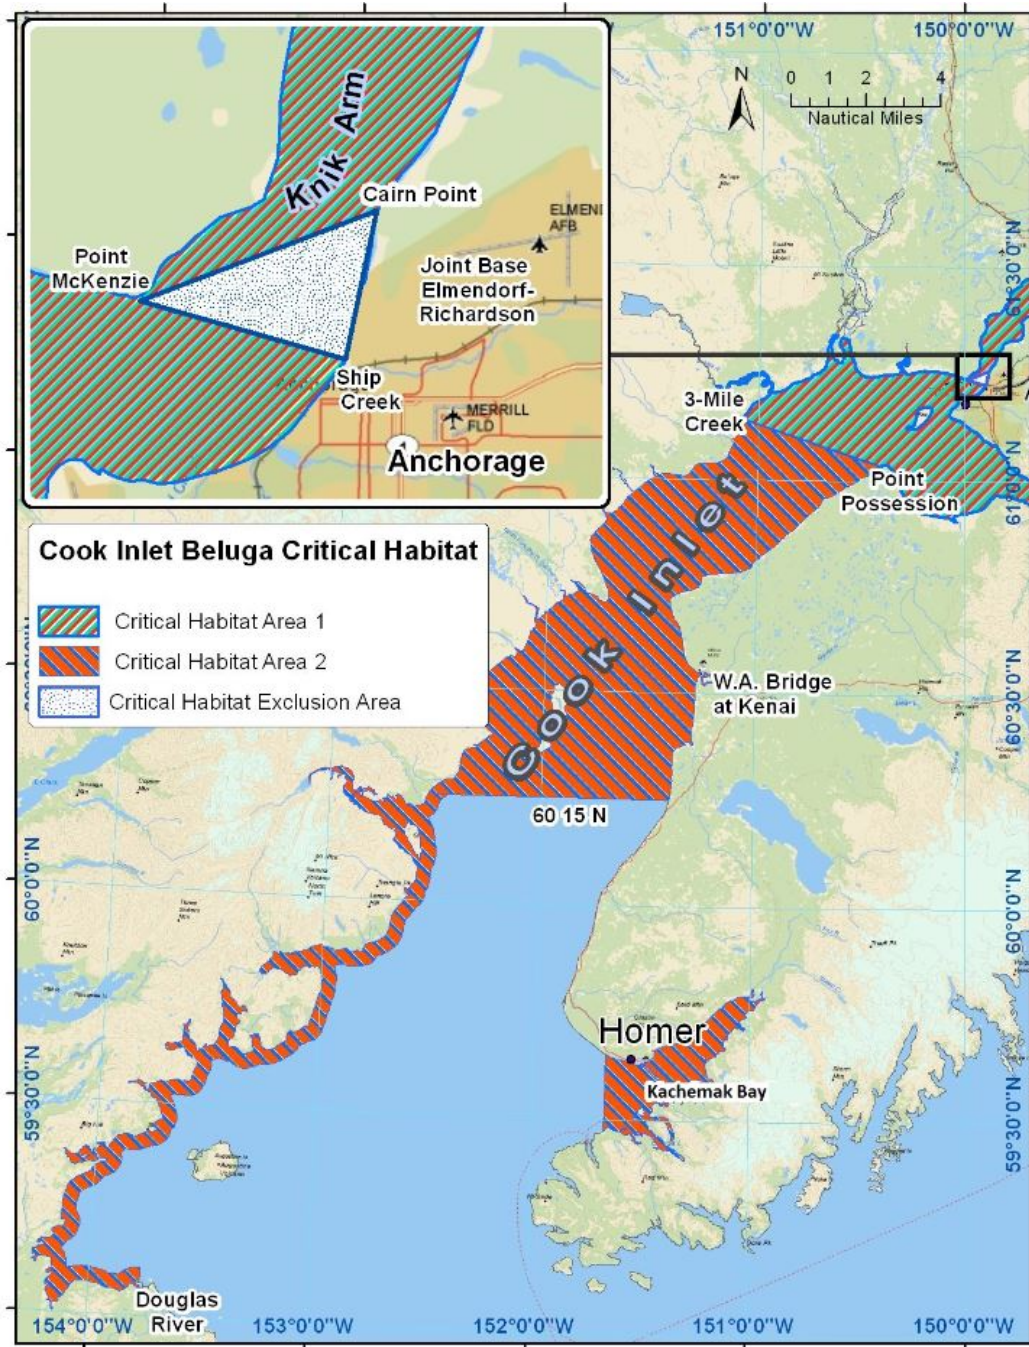 151°0'0"W
150°0'0"W
N
0 1 2 4
Nautical Miles
Knik Arm
Cairn Point
ELMEND
AFB
Point
McKENZIE
Joint Base
Elmendorf-
Richardson
Ship
Creek
MERRILL
FLD
Anchorage
61°30'0"N
3-Mile
Creek
Point
Possession
61°0'0"N
Cook Inlet
Cook Inlet Beluga Critical Habitat
Critical Habitat Area 1
Critical Habitat Area 2
Critical Habitat Exclusion Area
W.A. Bridge
at Kenai
60°30'0"N
60 15 N
60°0'0"N
60°0'0"N
Homer
Kachemak Bay
59°30'0"N
59°30'0"N
Douglas
River
154°0'0"W
153°0'0"W
152°0'0"W
151°0'0"W
150°0'0"W